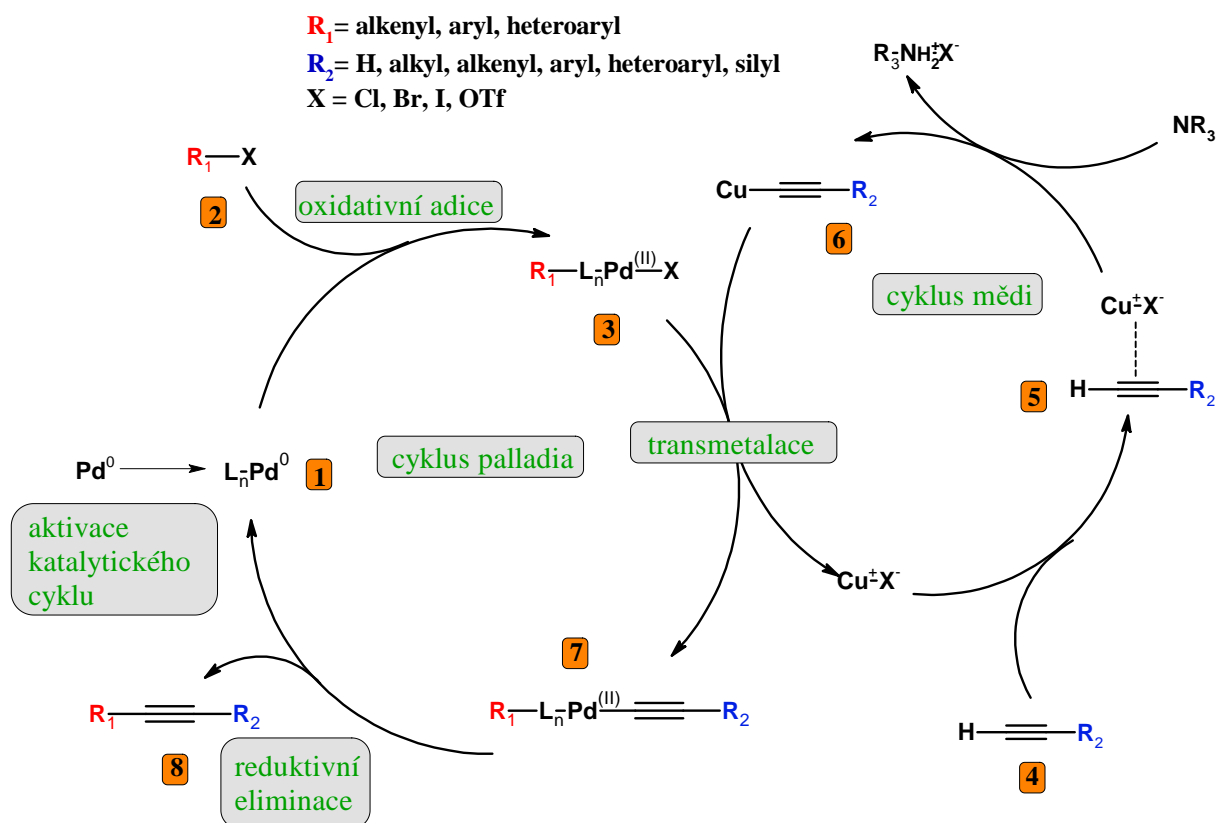 R₁= alkenyl, aryl, heteroaryl
R₂= H, alkyl, alkenyl, aryl, heteroaryl, silyl
X = Cl, Br, I, OTf
R₃NH₂⁺X⁻
NR₃
R₁ X
2
oxidativní adice
Cu R₂
6
R₁ Lₙ Pd⁽ᴵᴵ⁾ X
3
cyklus mědi
Cu⁺X⁻
H R₂
5
Pd⁰ LₙPd⁰
1
cyklus palladia
transmetalace
aktivace
katalytického
cyklu
Cu⁺X⁻
7
R₁ Lₙ Pd⁽ᴵᴵ⁾ R₂
R₁ R₂
8
reduktivní
eliminace
H R₂
4